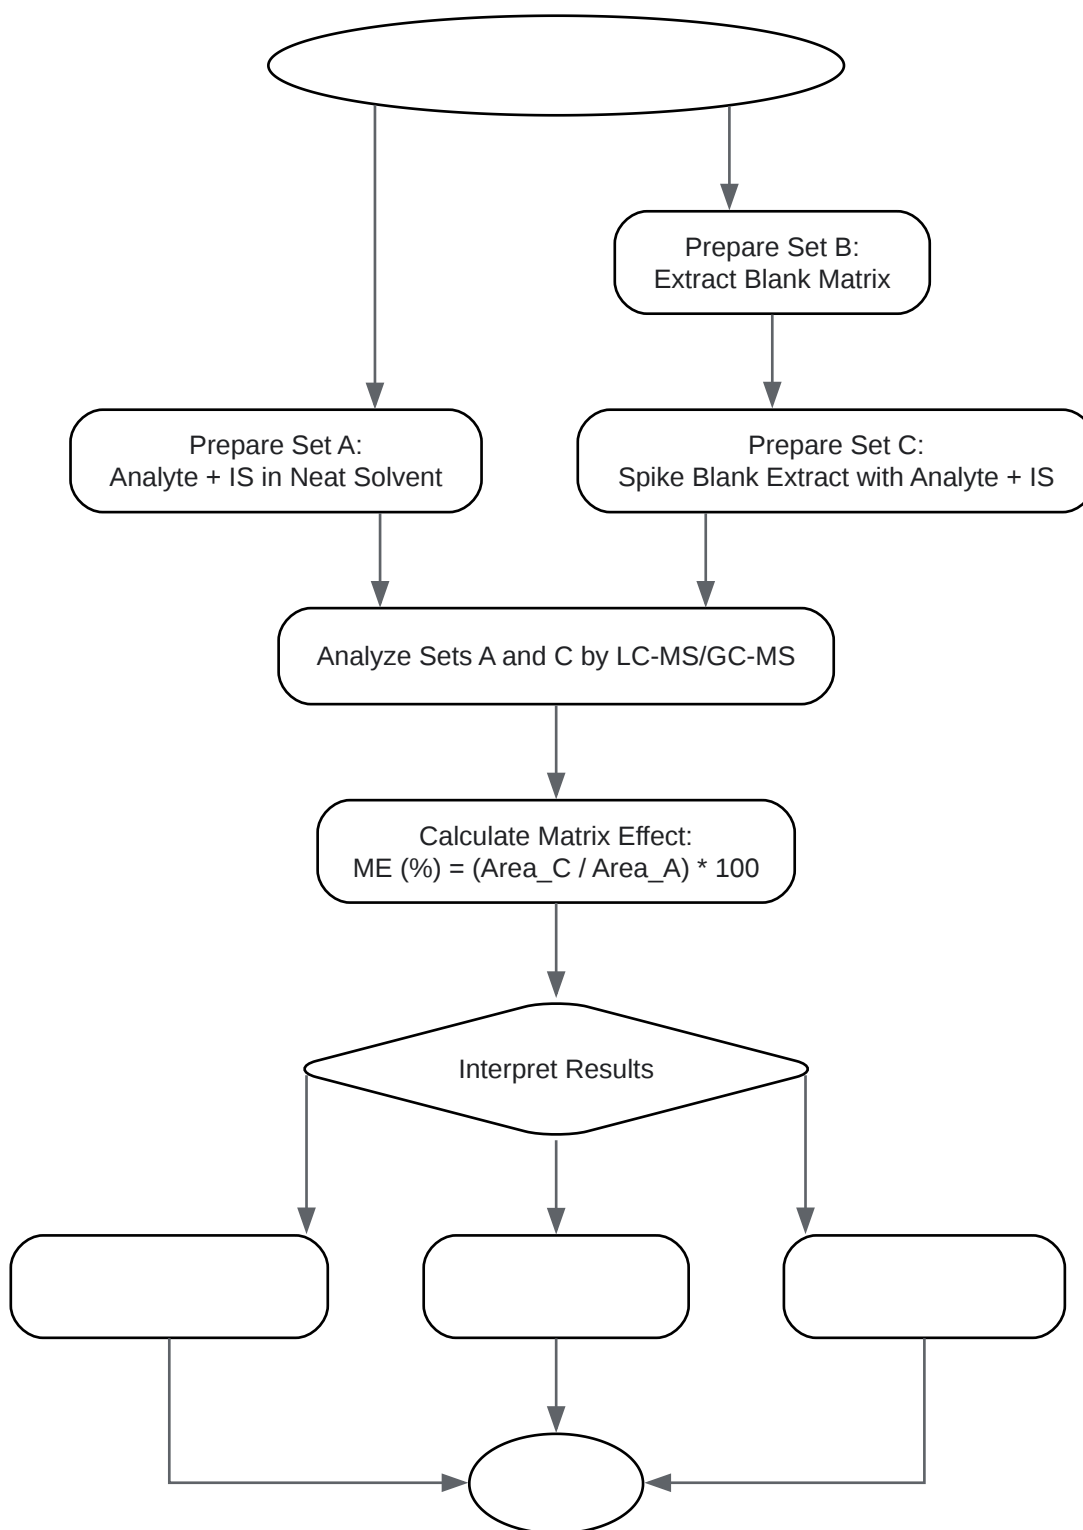 Prepare Set B:
Extract Blank Matrix
Prepare Set A:
Analyte + IS in Neat Solvent
Prepare Set C:
Spike Blank Extract with Analyte + IS
Analyze Sets A and C by LC-MS/GC-MS
Calculate Matrix Effect:
ME (%) = (Area_C / Area_A) * 100
Interpret Results